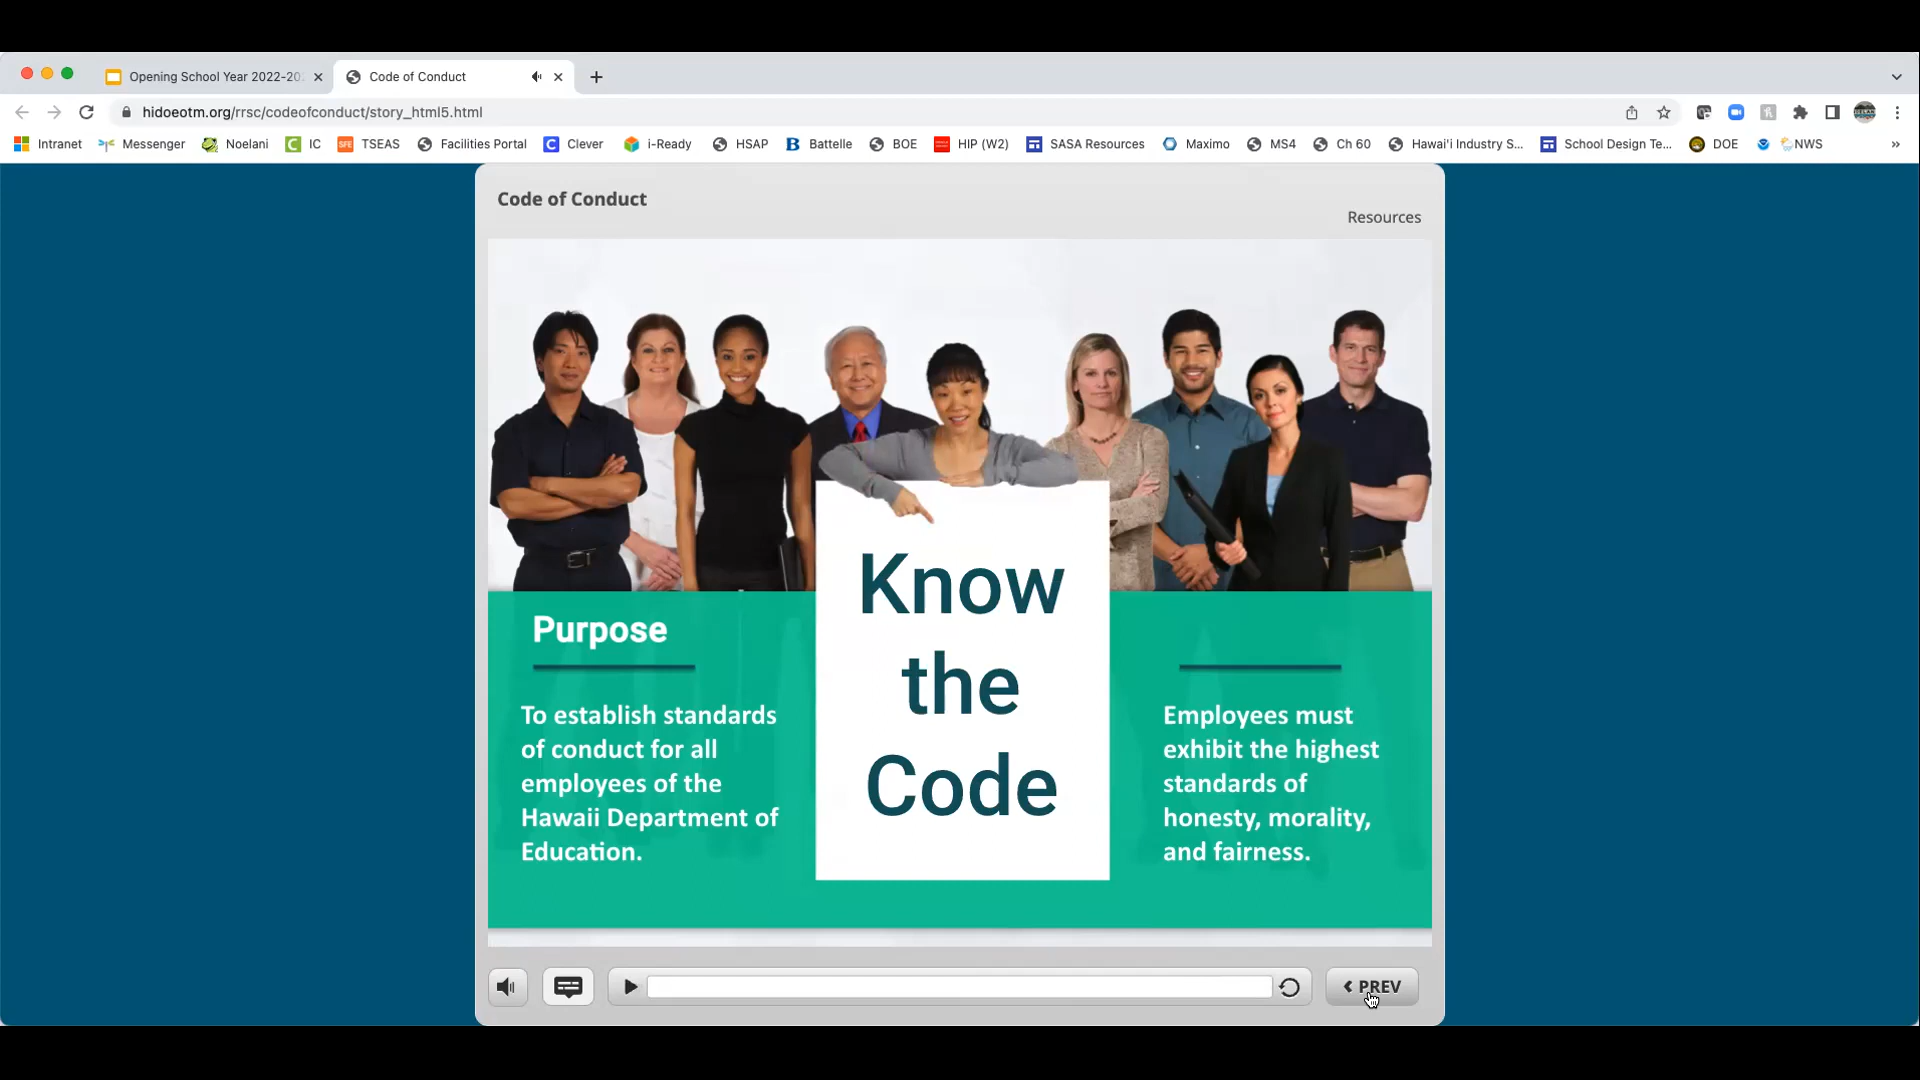 Opening School Year 2022-202
Code of Conduct
hidoeotm.org/rrsc/codeofconduct/story_html5.html
Intranet
Messenger
Noelani
C IC
SFE TSEAS
Facilities Portal
C Clever
i-Ready
HSAP
B Battelle
BOE
HIP (W2)
SASA Resources
Maximo
MS4
Ch 60
Hawai'i Industry S...
School Design Te...
DOE
NWS
»
Code of Conduct
Resources
Know
the
Code
Purpose
To establish standards
of conduct for all
employees of the
Hawaii Department of
Education.
Employees must
exhibit the highest
standards of
honesty, morality,
and fairness.
PREV